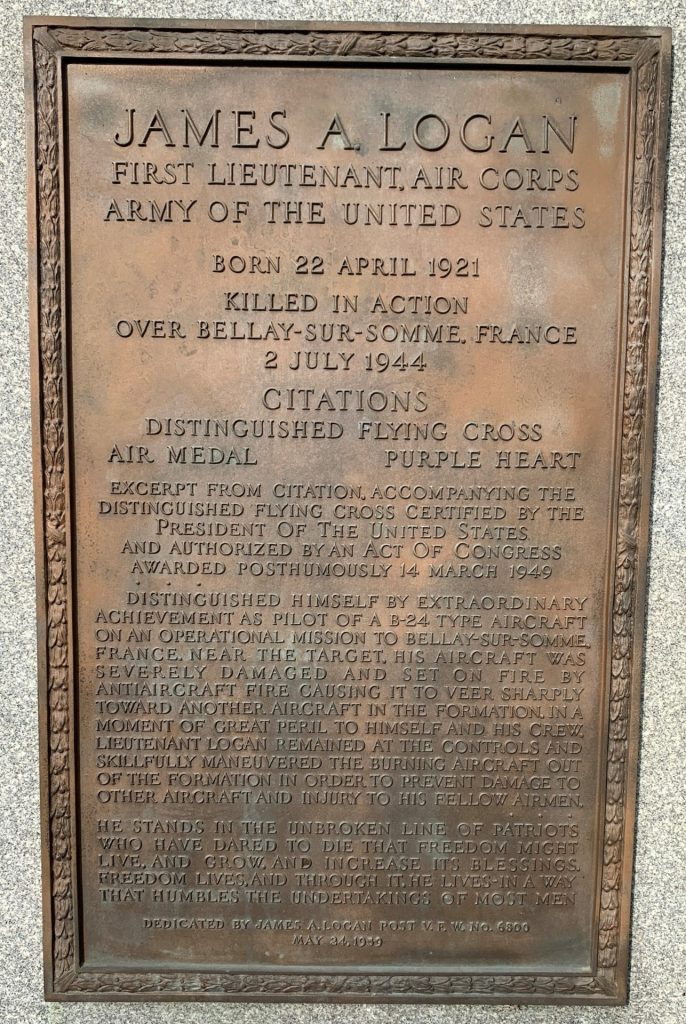 JAMES A. LOGAN
FIRST LIEUTENANT, AIR CORPS
ARMY OF THE UNITED STATES
BORN 22 APRIL 1921
KILLED IN ACTION
OVER BELLAY-SUR-SOMME, FRANCE
2 JULY 1944
CITATIONS
DISTINGUISHED FLYING CROSS
AIR MEDAL PURPLE HEART
EXCERPT FROM CITATION, ACCOMPANYING THE
DISTINGUISHED FLYING CROSS CERTIFIED BY THE
PRESIDENT OF THE UNITED STATES,
AND AUTHORIZED BY AN ACT OF CONGRESS
AWARDED POSTHUMOUSLY 14 MARCH 1949
DISTINGUISHED HIMSELF BY EXTRAORDINARY
ACHIEVEMENT AS PILOT OF A B-24 TYPE AIRCRAFT
ON AN OPERATIONAL MISSION TO BELLAY-SUR-SOMME,
FRANCE. NEAR THE TARGET, HIS AIRCRAFT WAS
SEVERELY DAMAGED AND SET ON FIRE BY
ANTIAIRCRAFT FIRE CAUSING IT TO VEER SHARPLY
TOWARD ANOTHER AIRCRAFT IN THE FORMATION. IN A
MOMENT OF GREAT PERIL TO HIMSELF AND HIS CREW,
LIEUTENANT LOGAN REMAINED AT THE CONTROLS AND
SKILLFULLY MANEUVERED THE BURNING AIRCRAFT OUT
OF THE FORMATION IN ORDER TO PREVENT DAMAGE TO
OTHER AIRCRAFT AND INJURY TO HIS FELLOW AIRMEN.
HE STANDS IN THE UNBROKEN LINE OF PATRIOTS
WHO HAVE DARED TO DIE THAT FREEDOM MIGHT
LIVE, AND GROW, AND INCREASE ITS BLESSINGS.
FREEDOM LIVES, AND THROUGH IT, HE LIVES-IN A WAY
THAT HUMBLES THE UNDERTAKINGS OF MOST MEN
DEDICATED BY JAMES A. LOGAN POST V. F. W. NO. 6800
MAY 24, 1959